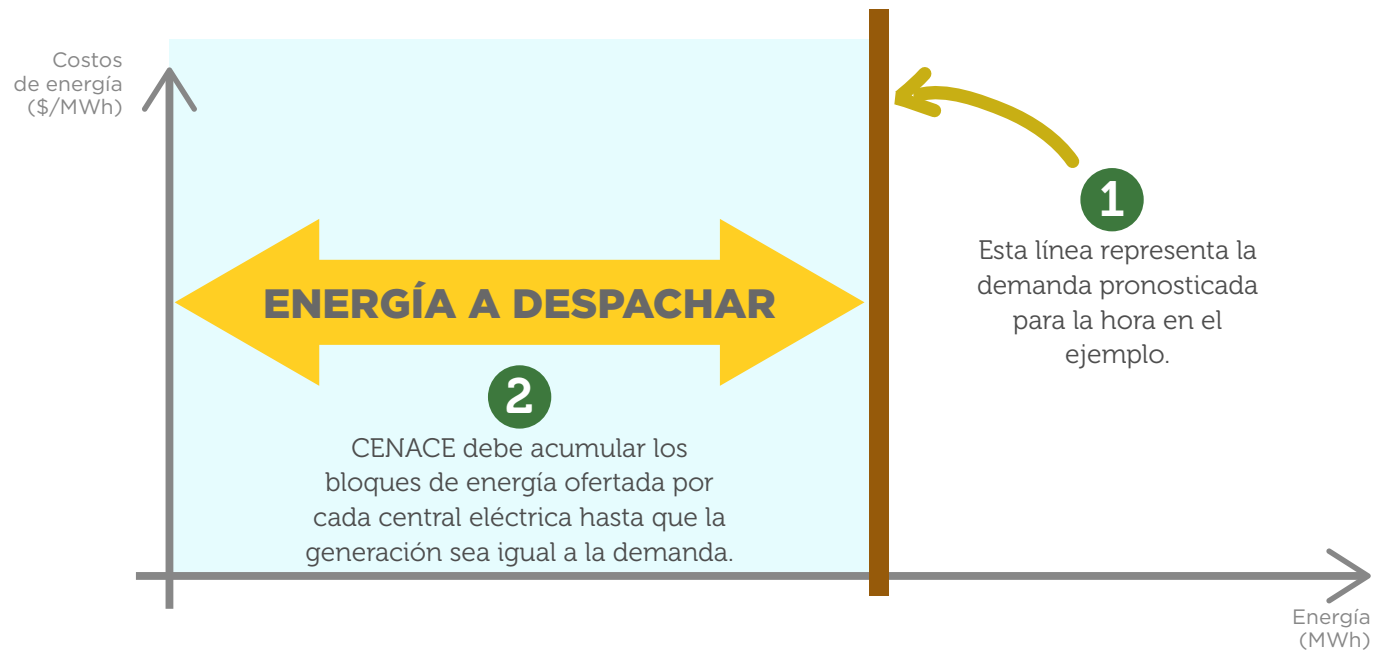 Costos
de energía
($/MWh)
1
Esta línea representa la
demanda pronosticada
para la hora en el
ejemplo.
ENERGÍA A DESPACHAR
2
CENACE debe acumular los
bloques de energía ofertada por
cada central eléctrica hasta que la
generación sea igual a la demanda.
Energía
(MWh)